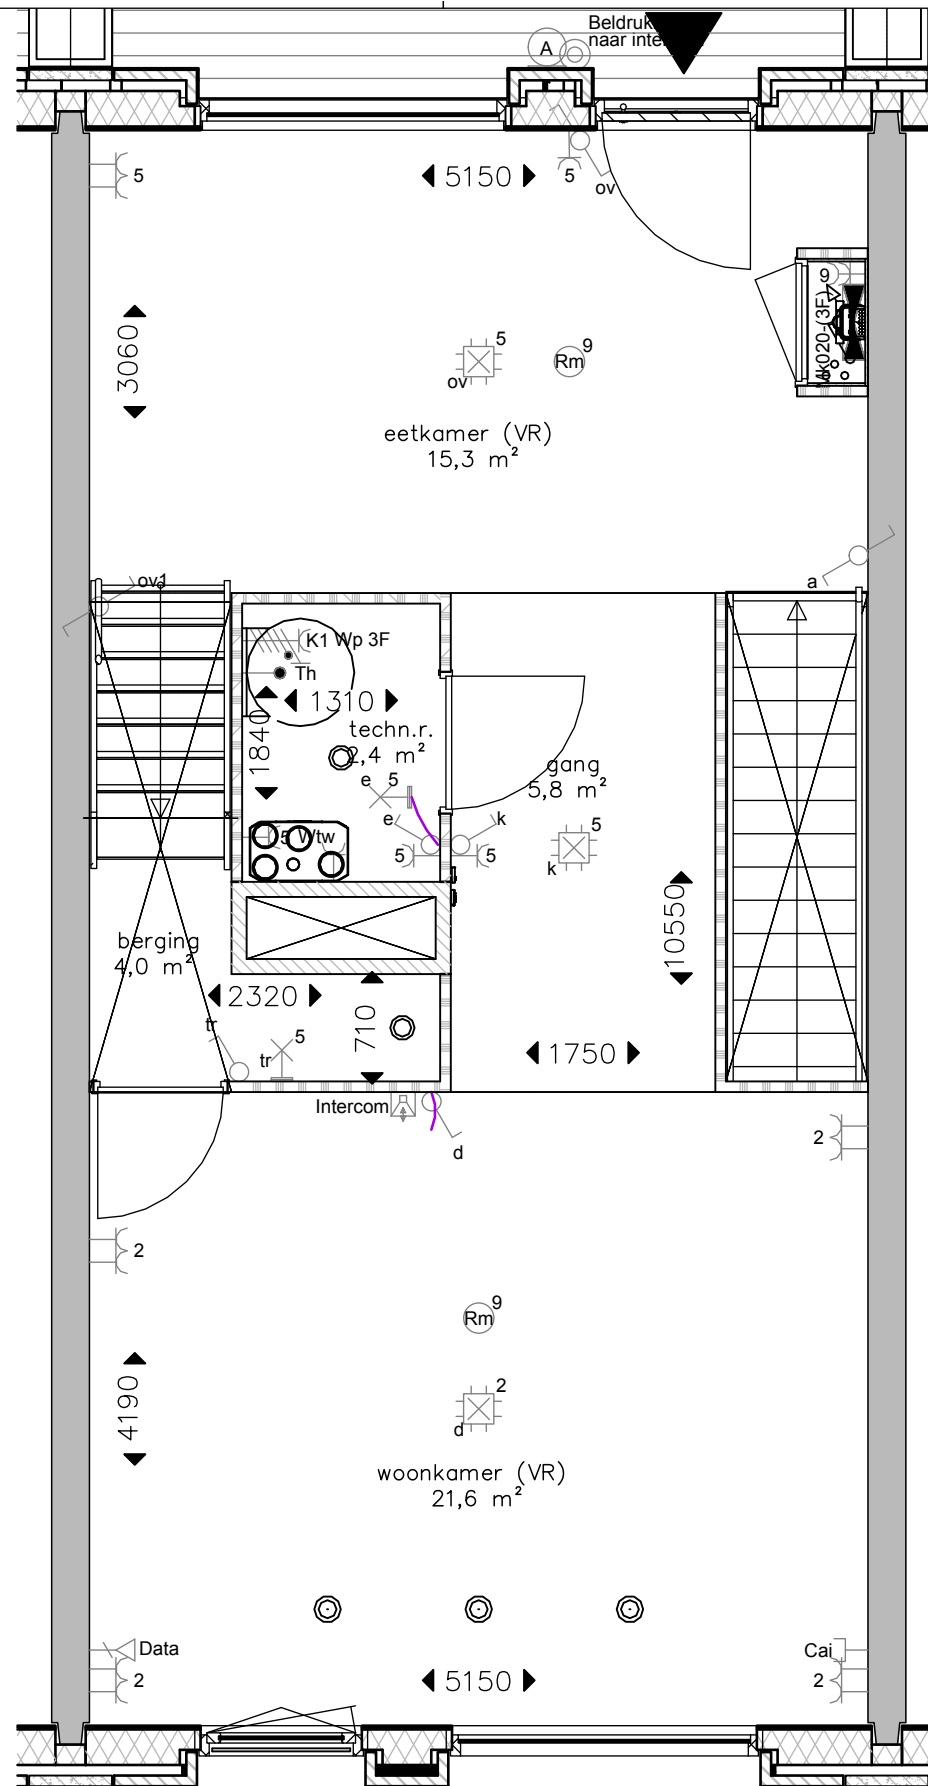 Beldruk
naar inte
A
5
5150
5
ov
9
Mk020-(3F)
3060
5
ov
Rm 9
eetkamer (VR)
15,3 m²
ov1
a
K1 Wp 3F
Th
1310
1840
techn.r.
2,4 m²
gang
5,8 m²
e 5
e
k
5
5
5
k
5 Wtw
10550
berging
4,0 m²
2320
710
tr
5
tr
1750
Intercom
d
2
2
Rm 9
2
d
4190
woonkamer (VR)
21,6 m²
Data
2
Cai
2
5150